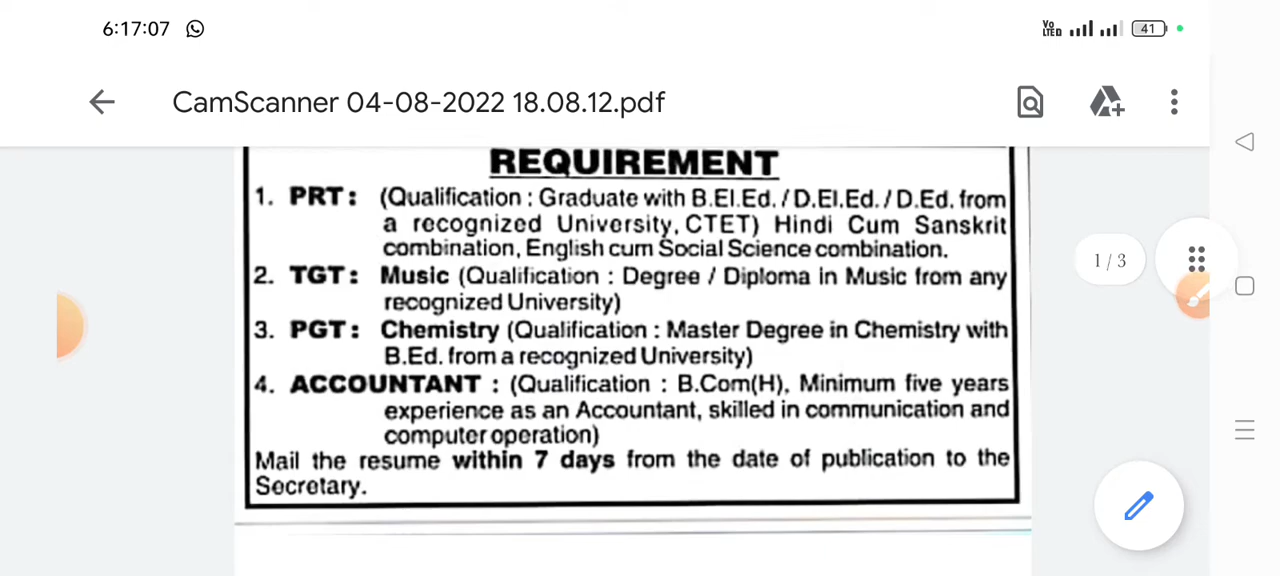 6:17:07
Vo
LTED
41
CamScanner 04-08-2022 18.08.12.pdf
REQUIREMENT
1. PRT: (Qualification : Graduate with B.El.Ed. / D.El.Ed. / D.Ed. from
a recognized University, CTET) Hindi Cum Sanskrit
combination, English cum Social Science combination.
2. TGT: Music (Qualification : Degree / Diploma in Music from any
recognized University)
3. PGT: Chemistry (Qualification : Master Degree in Chemistry with
B.Ed. from a recognized University)
4. ACCOUNTANT : (Qualification : B.Com(H), Minimum five years
experience as an Accountant, skilled in communication and
computer operation)
Mail the resume within 7 days from the date of publication to the
Secretary.
1 / 3